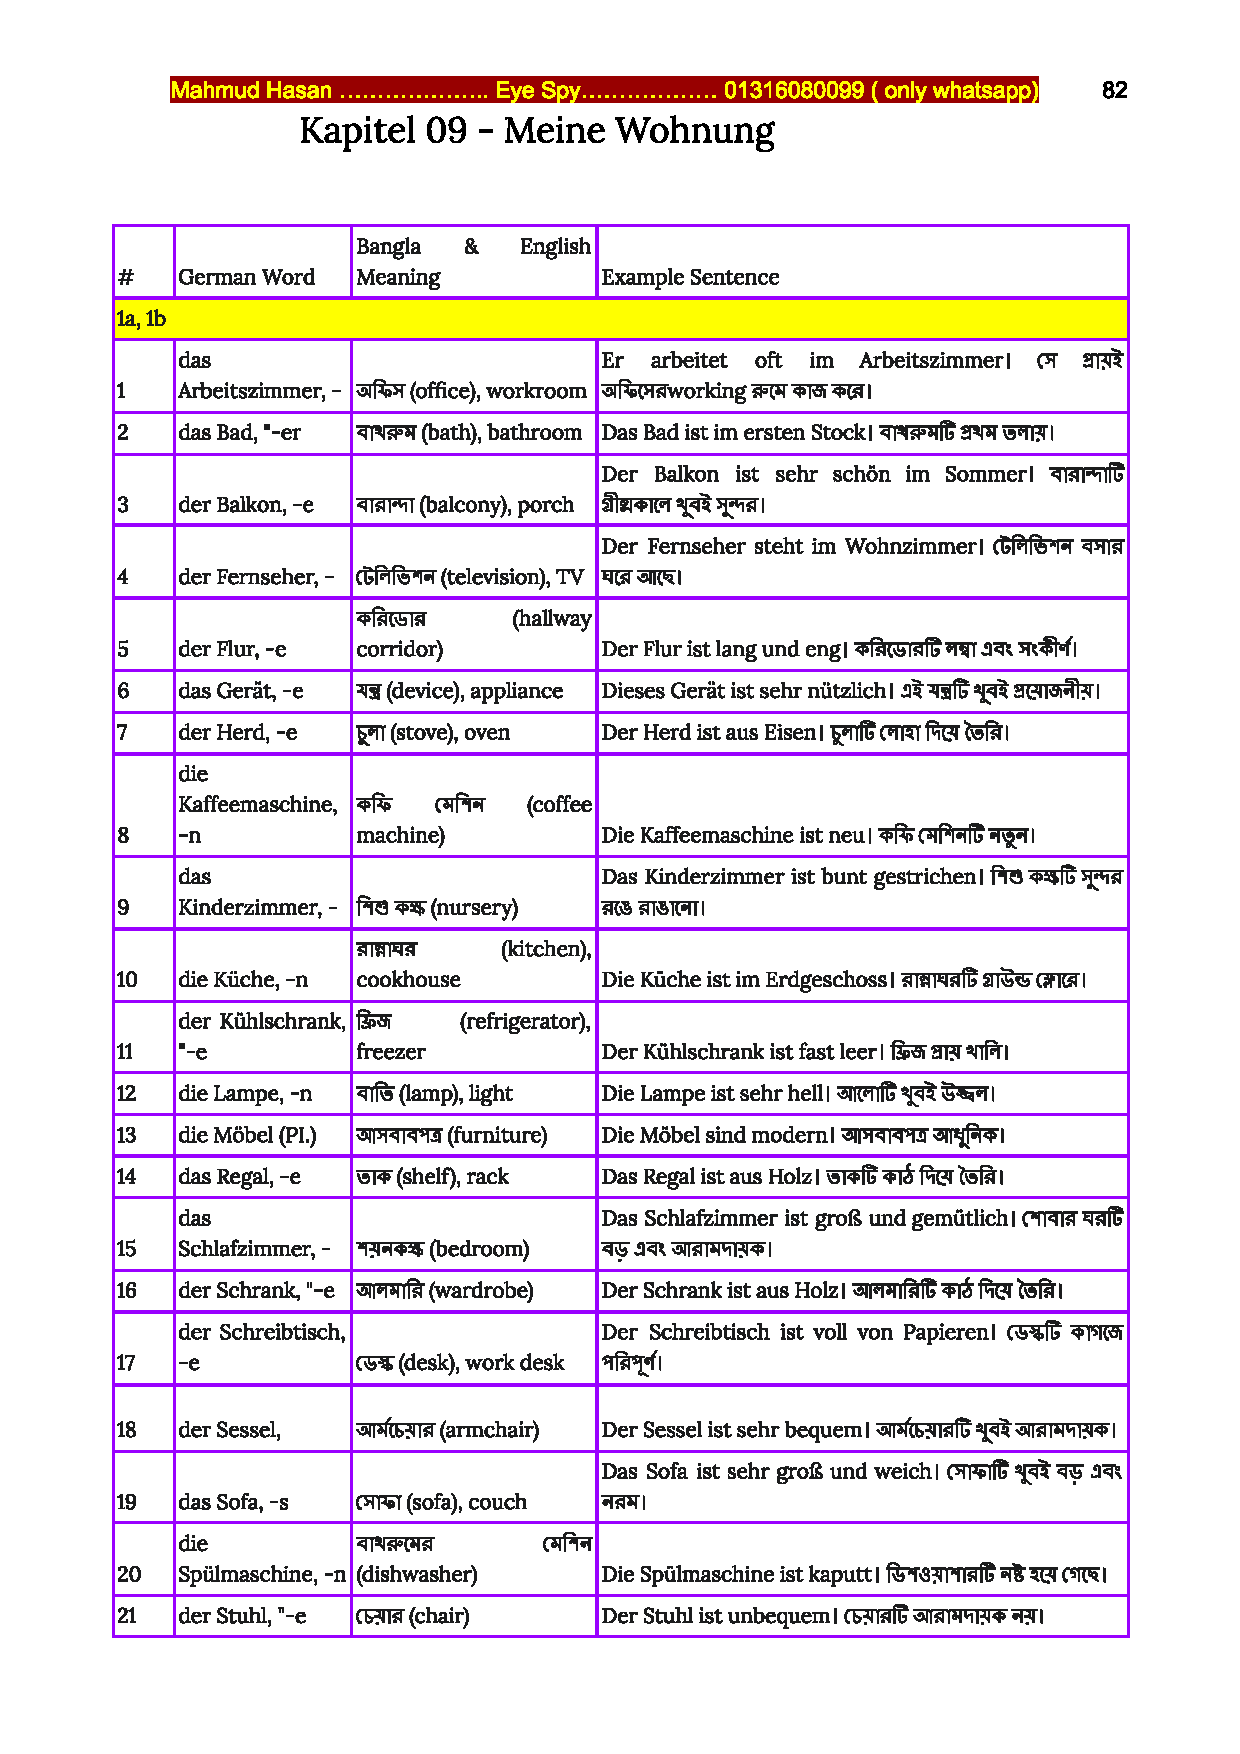 Mahmud Hasan ……………….. Eye Spy……………… 01316080099 ( only whatsapp) 82
Kapitel 09 - Meine Wohnung
Bangla & English
# German Word Meaning Example Sentence
1a, 1b
das Er arbeitet oft im Arbeitszimmer। সে প্রায়ই
1 Arbeitszimmer, - অফিস (office), workroom অফিসেরworking রুমে কাজ করে।
2 das Bad, "-er বাথরুম (bath), bathroom Das Bad ist im ersten Stock। বাথরুমটি প্রথম তলায়।
Der Balkon ist sehr schön im Sommer। বারান্দাটি
3 der Balkon, -e বারান্দা (balcony), porch গ্রীষ্মকালে খুবই সুন্দর।
Der Fernseher steht im Wohnzimmer। টেলিভিশন বসার
4 der Fernseher, - টেলিভিশন (television), TV ঘরে আছে।
করিডোর (hallway
5 der Flur, -e corridor) Der Flur ist lang und eng। করিডোরটি লম্বা এবং সংকীর্ণ।
6 das Gerät, -e যন্ত্র (device), appliance Dieses Gerät ist sehr nützlich। এই যন্ত্রটি খুবই প্রয়োজনীয়।
7 der Herd, -e চুলা (stove), oven Der Herd ist aus Eisen। চুলাটি লোহা দিয়ে তৈরি।
die
Kaffeemaschine, কফি মেশিন (coffee
8 -n machine) Die Kaffeemaschine ist neu। কফি মেশিনটি নতুন।
das Das Kinderzimmer ist bunt gestrichen। শিশু কক্ষটি সুন্দর
9 Kinderzimmer, - শিশু কক্ষ (nursery) রঙে রাঙানো।
রান্নাঘর (kitchen),
10 die Küche, -n cookhouse Die Küche ist im Erdgeschoss। রান্নাঘরটি গ্রাউন্ড ফ্লোরে।
der Kühlschrank, ফ্রিজ (refrigerator),
11 "-e freezer Der Kühlschrank ist fast leer। ফ্রিজ প্রায় খালি।
12 die Lampe, -n বাতি (lamp), light Die Lampe ist sehr hell। আলোটি খুবই উজ্জ্বল।
13 die Möbel (PI.) আসবাবপত্র (furniture) Die Möbel sind modern। আসবাবপত্র আধুনিক।
14 das Regal, -e তাক (shelf), rack Das Regal ist aus Holz। তাকটি কাঠ দিয়ে তৈরি।
das Das Schlafzimmer ist groß und gemütlich। শোবার ঘরটি
15 Schlafzimmer, - শয়নকক্ষ (bedroom) বড় এবং আরামদায়ক।
16 der Schrank, "-e আলমারি (wardrobe) Der Schrank ist aus Holz। আলমারিটি কাঠ দিয়ে তৈরি।
der Schreibtisch, Der Schreibtisch ist voll von Papieren। ডেস্কটি কাগজে
17 -e ডেস্ক (desk), work desk পরিপূর্ণ।
18 der Sessel, আর্মচেয়ার (armchair) Der Sessel ist sehr bequem। আর্মচেয়ারটি খুবই আরামদায়ক।
Das Sofa ist sehr groß und weich। সোফাটি খুবই বড় এবং
19 das Sofa, -s সোফা (sofa), couch নরম।
die বাথরুমের মেশিন
20 Spülmaschine, -n (dishwasher) Die Spülmaschine ist kaputt। ডিশওয়াশারটি নষ্ট হয়ে গেছে।
21 der Stuhl, "-e চেয়ার (chair) Der Stuhl ist unbequem। চেয়ারটি আরামদায়ক নয়।